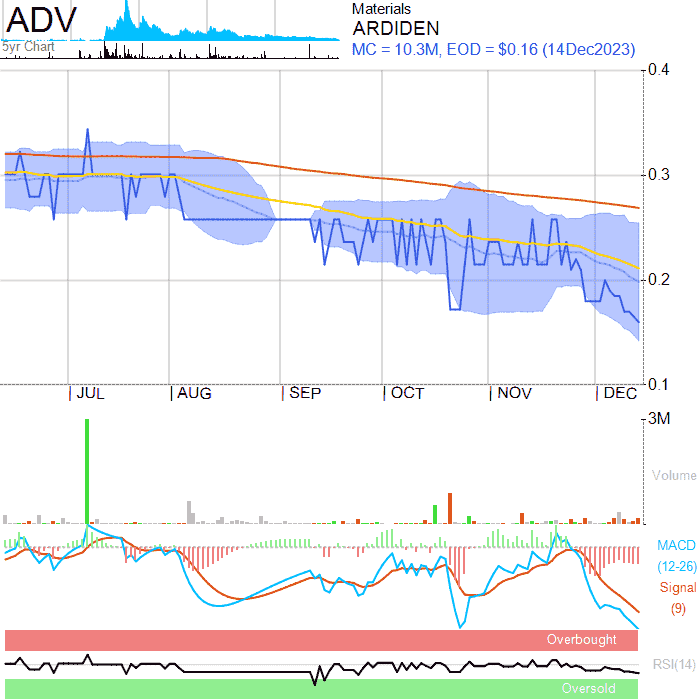 ADV
5yr Chart
Materials
ARDIDEN
MC = 10.3M, EOD = $0.16 (14Dec2023)
0.4
0.3
0.2
0.1
JUL
AUG
SEP
OCT
NOV
DEC
3M
Volume
MACD
(12-26)
Signal
(9)
Overbought
RSI(14)
Oversold